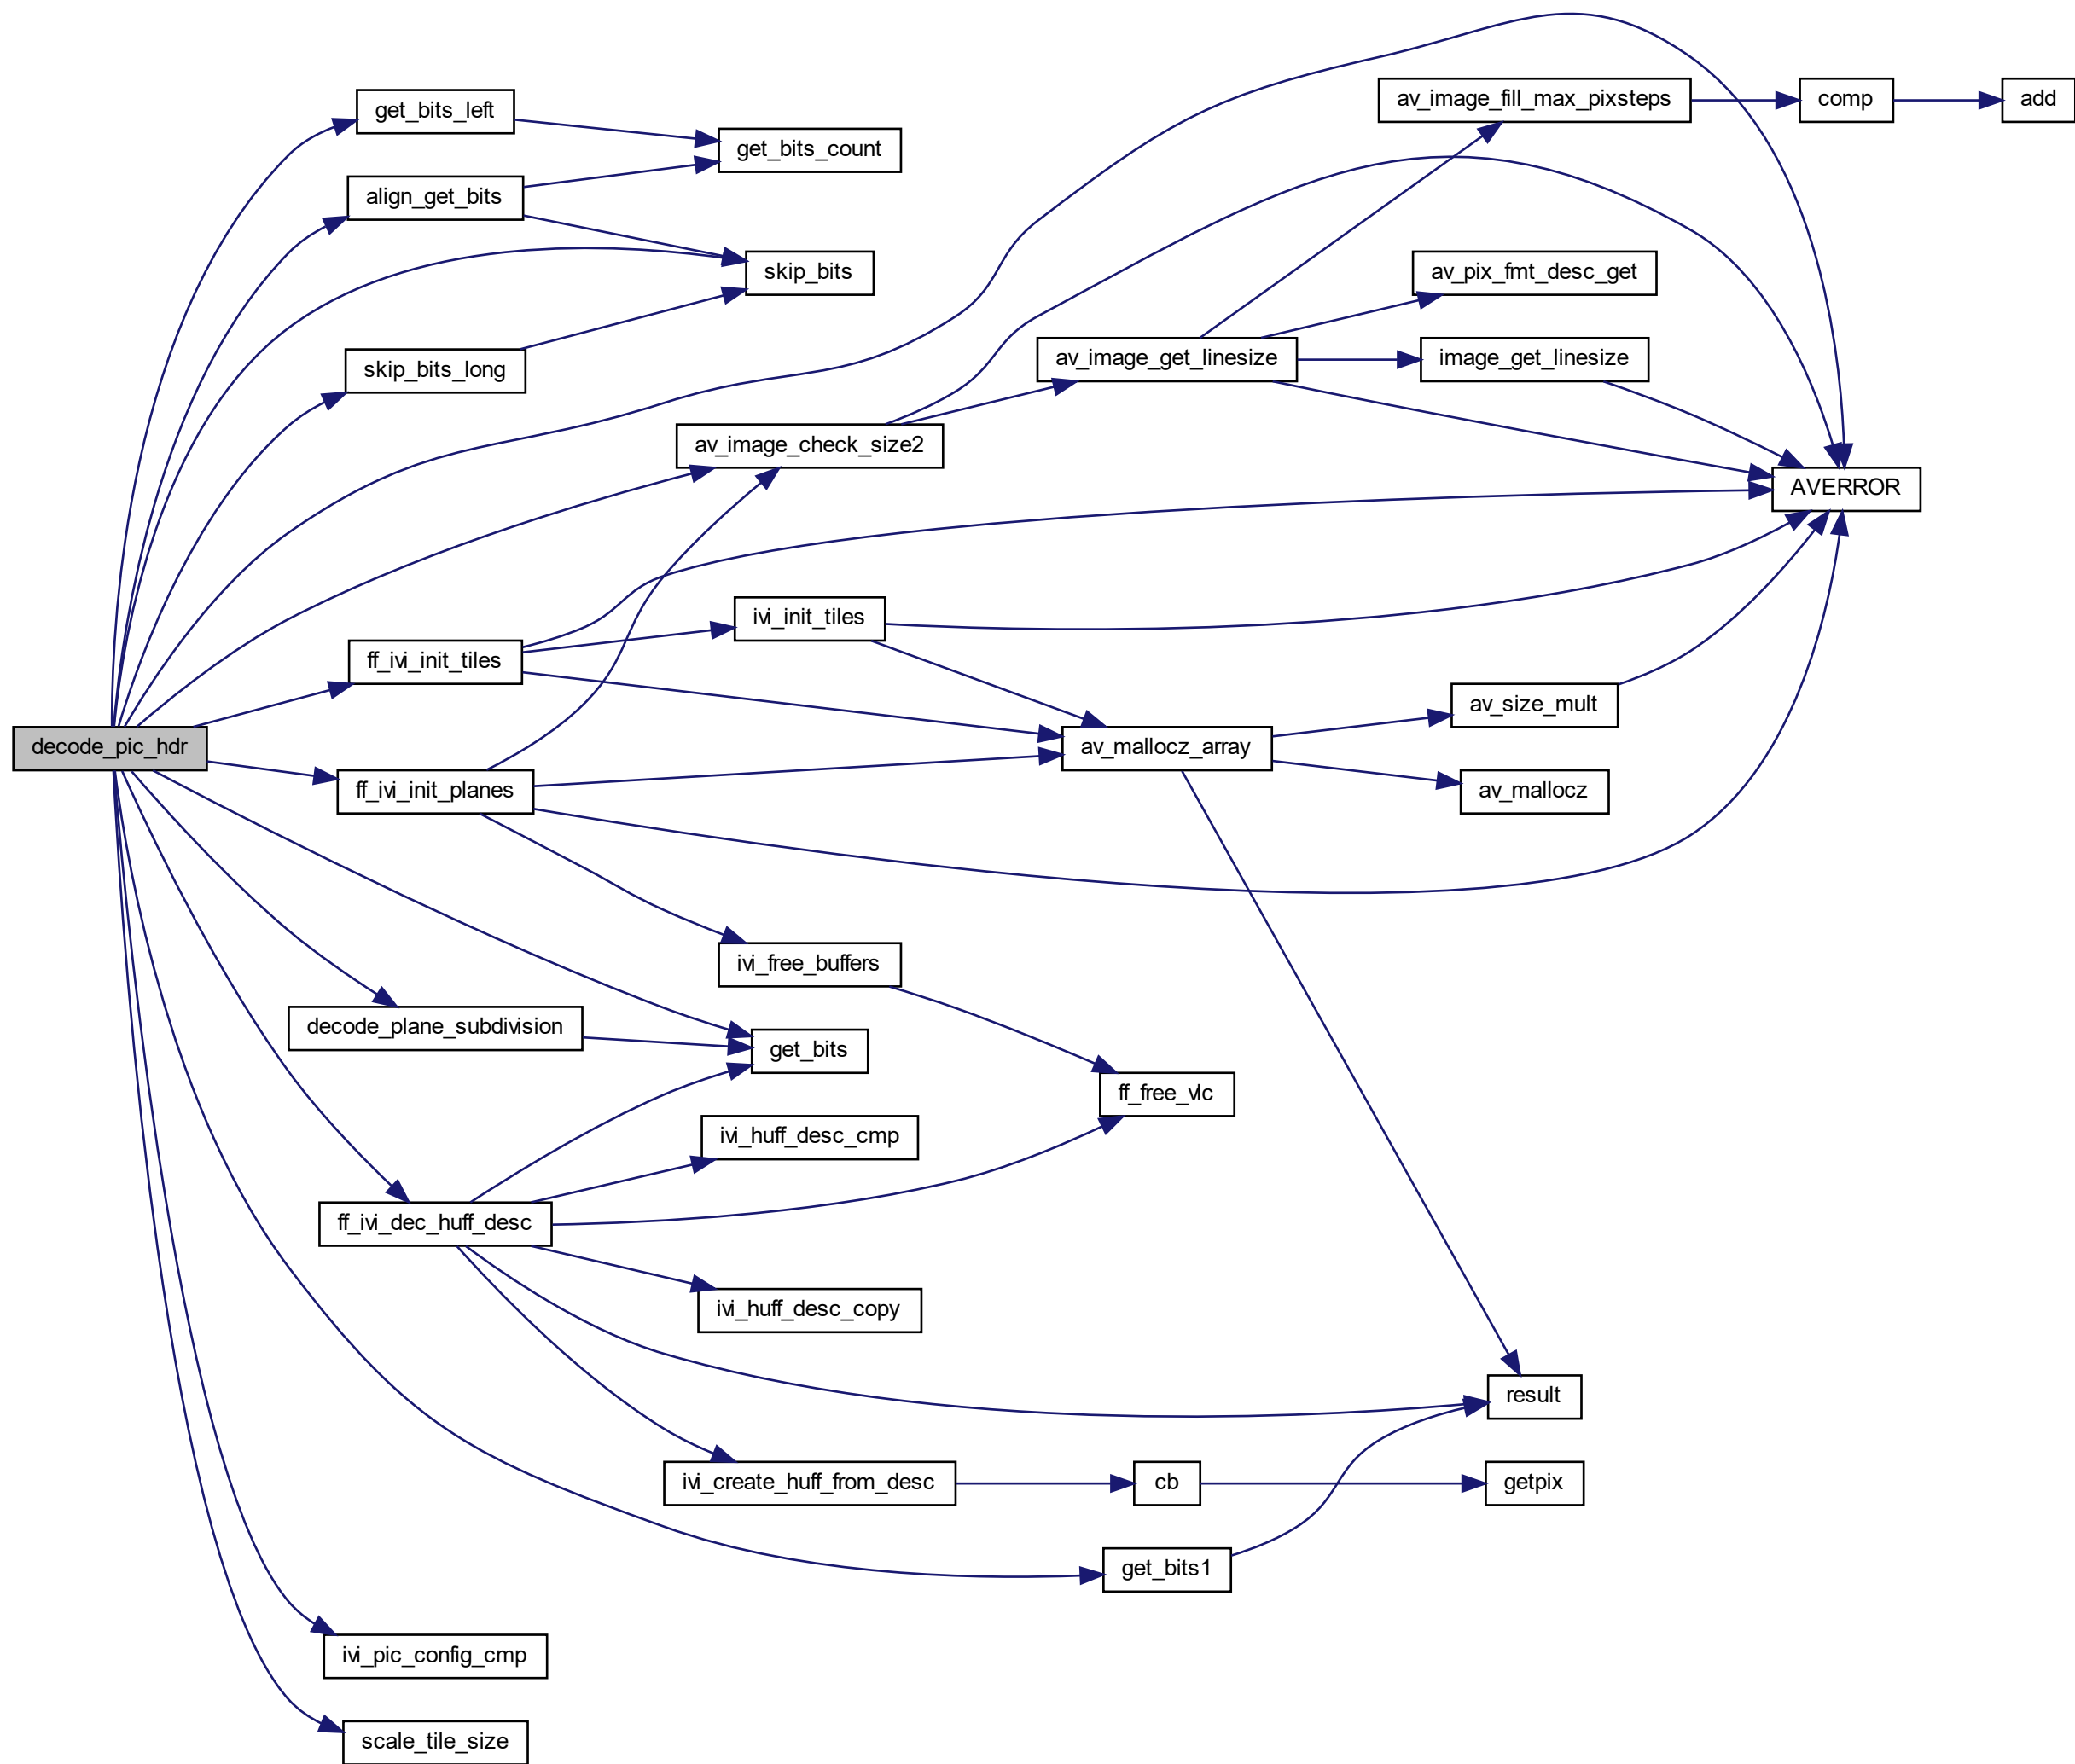 av_image_fill_max_pixsteps
comp
add
get_bits_left
get_bits_count
align_get_bits
skip_bits
av_pix_fmt_desc_get
skip_bits_long
av_image_get_linesize
image_get_linesize
av_image_check_size2
AVERROR
ivi_init_tiles
ff_ivi_init_tiles
av_size_mult
decode_pic_hdr
av_mallocz_array
ff_ivi_init_planes
av_mallocz
ivi_free_buffers
decode_plane_subdivision
get_bits
ff_free_vlc
ivi_huff_desc_cmp
ff_ivi_dec_huff_desc
ivi_huff_desc_copy
result
ivi_create_huff_from_desc
cb
getpix
get_bits1
ivi_pic_config_cmp
scale_tile_size